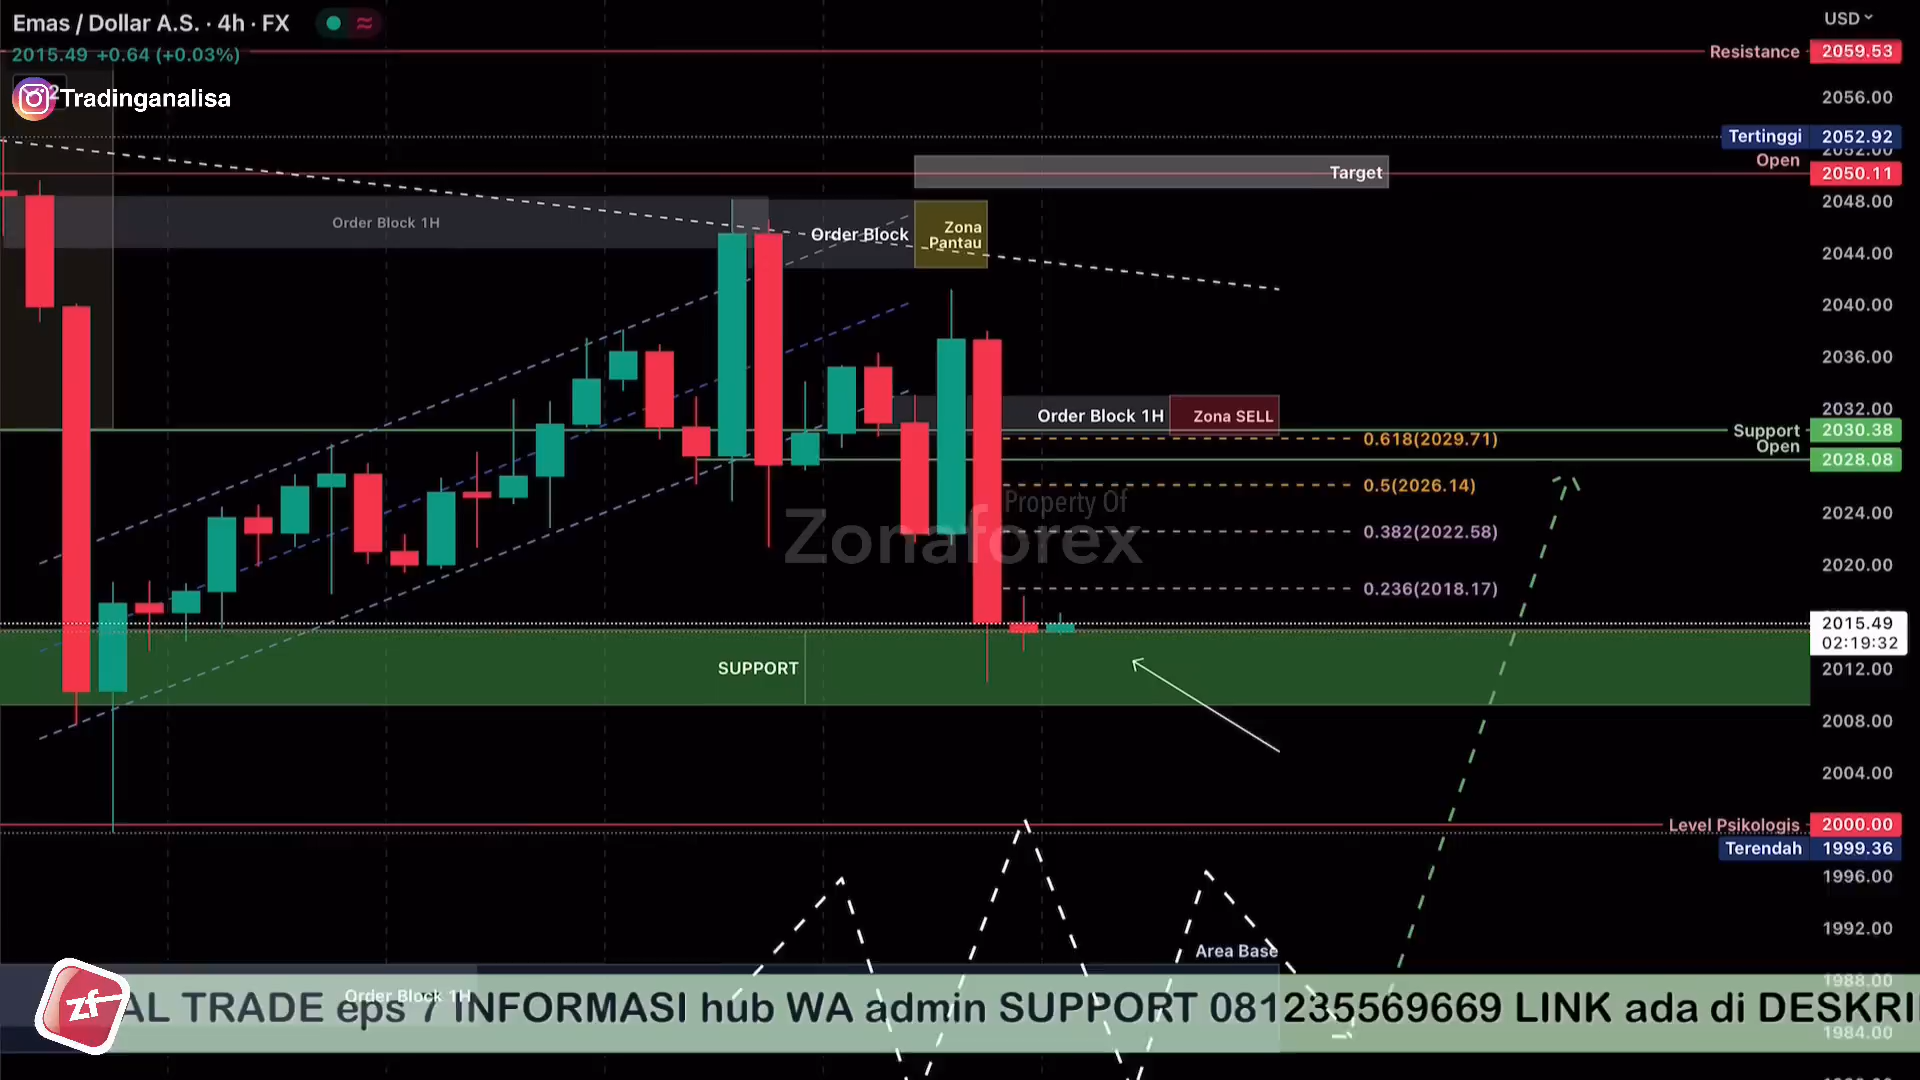 Emas / Dollar A.S. · 4h · FX
USD
2015.49 +0.64 (+0.03%)
Resistance 2059.53
Tradinganalisa
2056.00
Tertinggi 2052.92
Open 2050.11
Target
2048.00
Order Block 1H
Order Block
Zona
Pantau
2044.00
2040.00
2036.00
2032.00
Order Block 1H
Zona SELL
Support 2030.38
0.618(2029.71)
Open 2028.08
0.5(2026.14)
Property Of
Zonaforex
2024.00
0.382(2022.58)
2020.00
0.236(2018.17)
2015.49
02:19:32
SUPPORT
2012.00
2008.00
2004.00
Level Psikologis 2000.00
Terendah 1999.36
1996.00
1992.00
Area Base
1988.00
Order Block 1H
zf
AL TRADE eps 7 INFORMASI hub WA admin SUPPORT 081235569669 LINK ada di DESKRI
1984.00